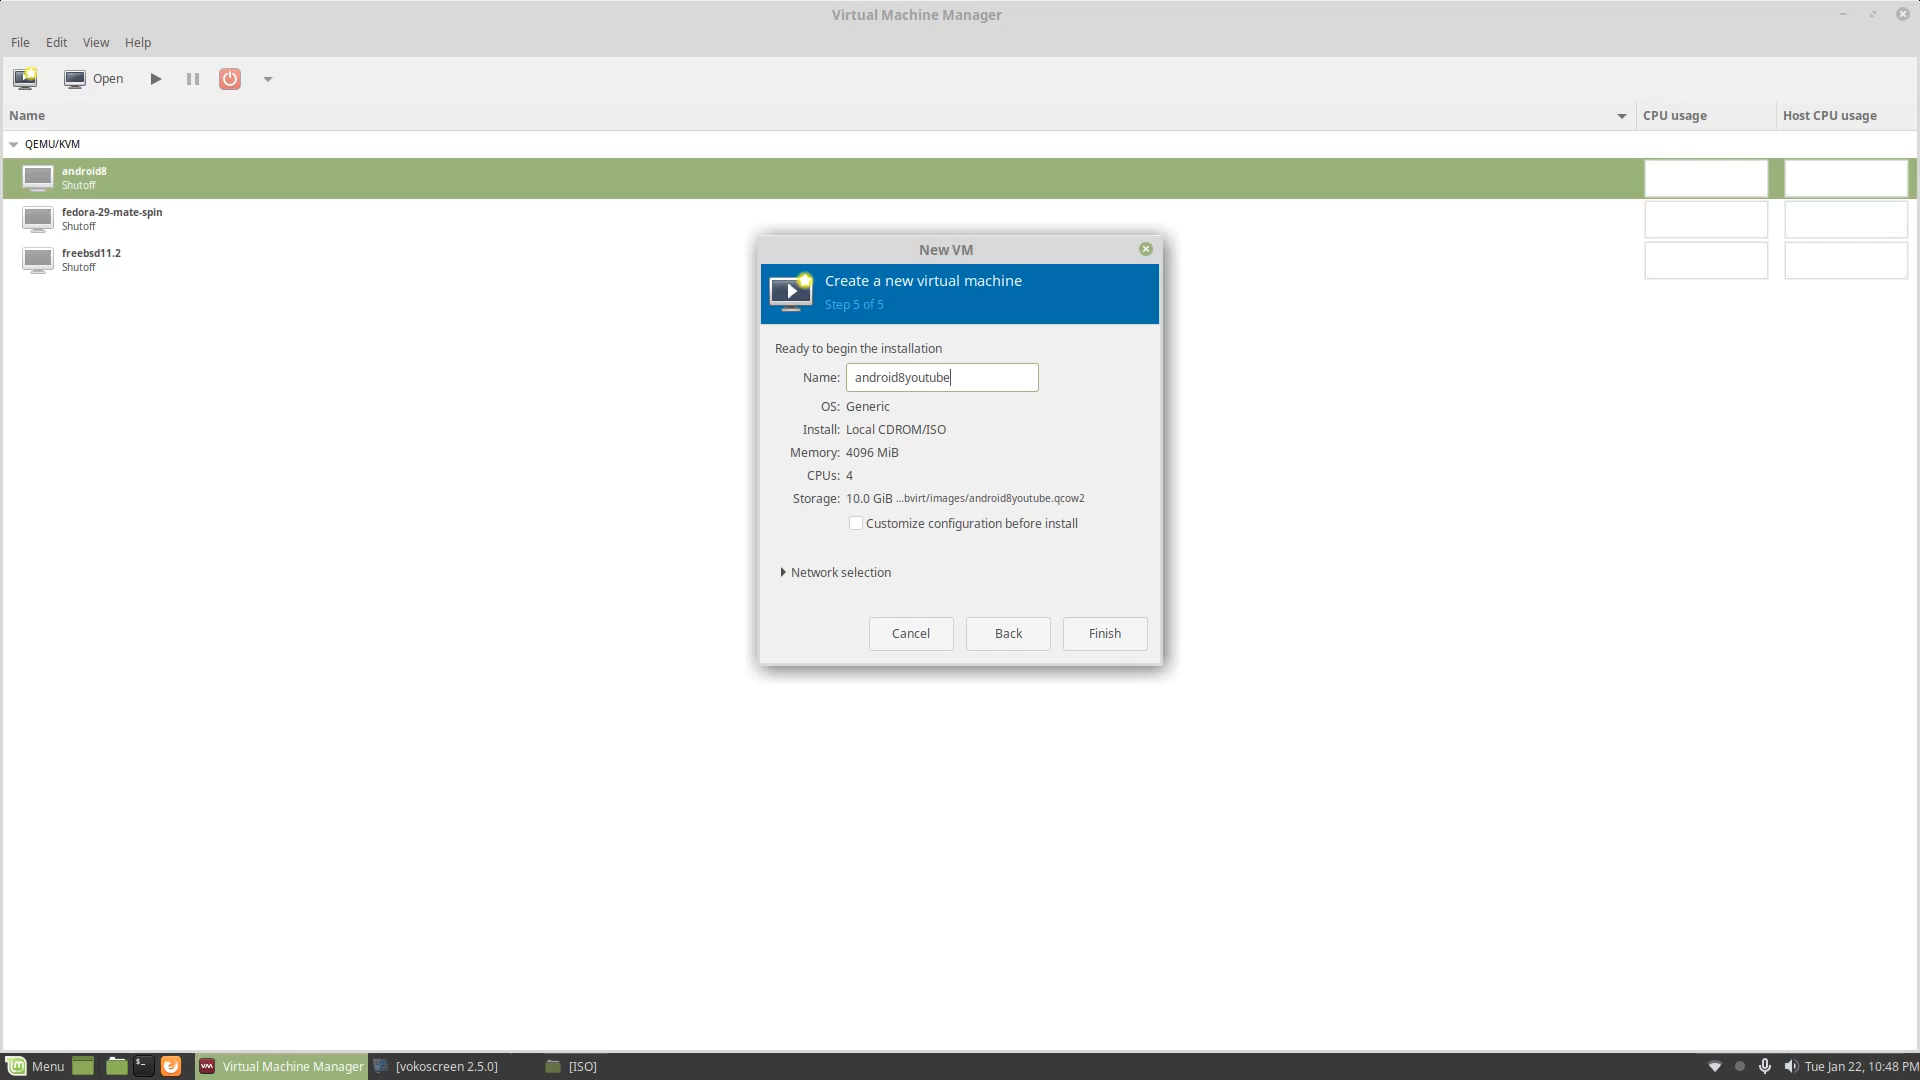 Virtual Machine Manager
File Edit View Help
Open
Name CPU usage Host CPU usage
QEMU/KVM
android8
Shutoff
fedora-29-mate-spin
Shutoff
freebsd11.2
Shutoff
New VM
Create a new virtual machine
Step 5 of 5
Ready to begin the installation
Name: android8youtube
OS: Generic
Install: Local CDROM/ISO
Memory: 4096 MiB
CPUs: 4
Storage: 10.0 GiB ...bvirt/images/android8youtube.qcow2
Customize configuration before install
Network selection
Cancel Back Finish
Menu Virtual Machine Manager [vokoscreen 2.5.0] [ISO] Tue Jan 22, 10:48 PM